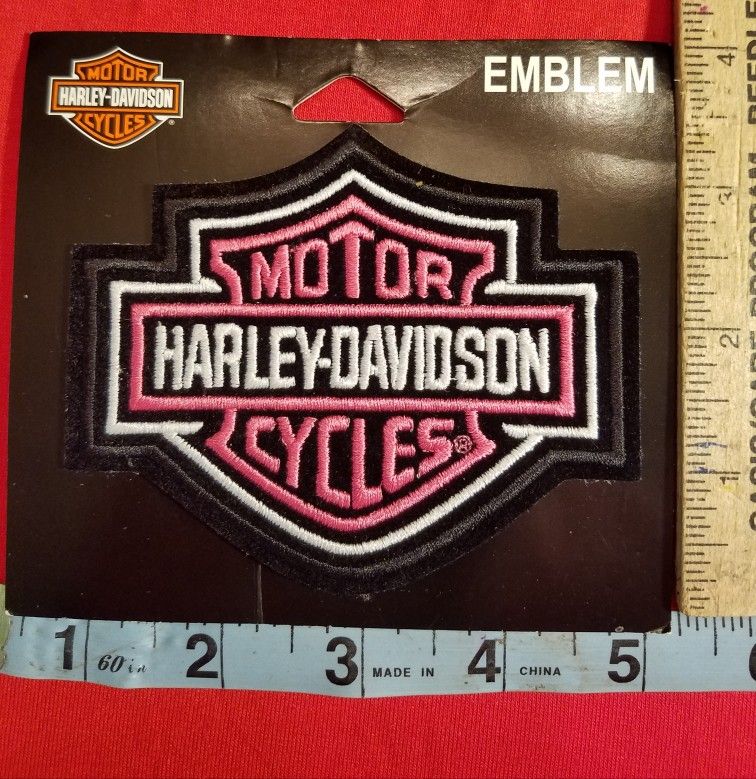 MOTOR
HARLEY-DAVIDSON
CYCLES®
EMBLEM
MOTOR
HARLEY-DAVIDSON
CYCLES®
4
3
2
1
1 60 in 2 3 MADE IN 4 CHINA 5 6